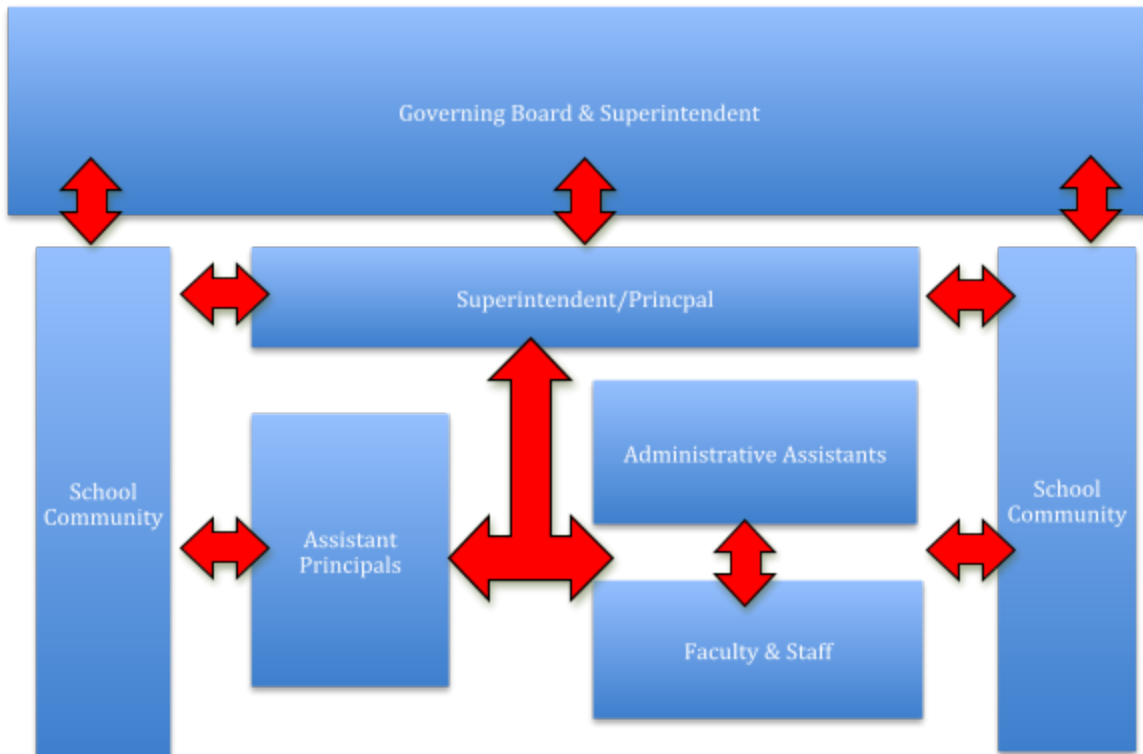 Governing Board & Superintendent
Superintendent/Princpal
School
Community
Assistant
Principals
Administrative Assistants
Faculty & Staff
School
Community